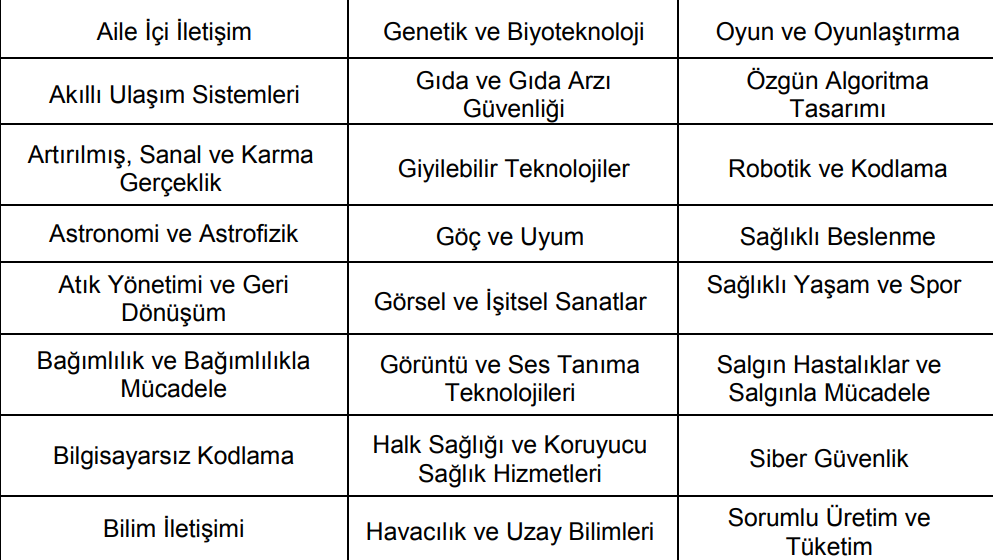 Aile İçi İletişim
Genetik ve Biyoteknoloji
Oyun ve Oyunlaştırma
Akıllı Ulaşım Sistemleri
Gıda ve Gıda Arzı
Güvenliği
Özgün Algoritma
Tasarımı
Artırılmış, Sanal ve Karma
Gerçeklik
Giyilebilir Teknolojiler
Robotik ve Kodlama
Astronomi ve Astrofizik
Göç ve Uyum
Sağlıklı Beslenme
Atık Yönetimi ve Geri
Dönüşüm
Görsel ve İşitsel Sanatlar
Sağlıklı Yaşam ve Spor
Bağımlılık ve Bağımlılıkla
Mücadele
Görüntü ve Ses Tanıma
Teknolojileri
Salgın Hastalıklar ve
Salgınla Mücadele
Bilgisayarsız Kodlama
Halk Sağlığı ve Koruyucu
Sağlık Hizmetleri
Siber Güvenlik
Bilim İletişimi
Havacılık ve Uzay Bilimleri
Sorumlu Üretim ve
Tüketim